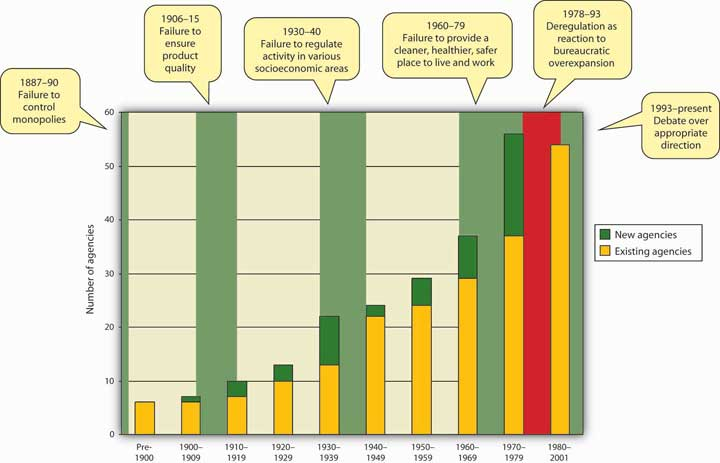 1887–90
Failure to
control
monopolies
1906–15
Failure to
ensure
product
quality
1930–40
Failure to regulate
activity in various
socioeconomic areas
1960–79
Failure to provide a
cleaner, healthier, safer
place to live and work
1978–93
Deregulation as
reaction to
bureaucratic
overexpansion
1993–present
Debate over
appropriate
direction
Number of agencies
60
50
40
30
20
10
0
Pre-
1900
1900–
1909
1910–
1919
1920–
1929
1930–
1939
1940–
1949
1950–
1959
1960–
1969
1970–
1979
1980–
2001
New agencies
Existing agencies